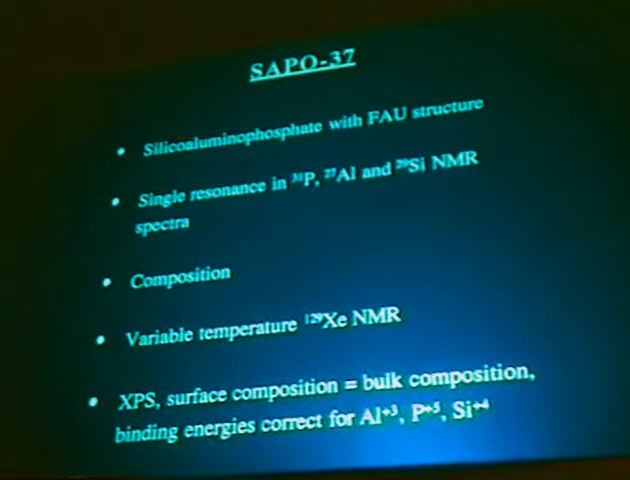 SAPO-37
• Silicoaluminophosphate with FAU structure
• Single resonance in ³¹P, ²⁷Al and ²⁹Si NMR
spectra
• Composition
• Variable temperature ¹²⁹Xe NMR
• XPS, surface composition = bulk composition,
binding energies correct for Al⁺³, P⁺⁵, Si⁺⁴